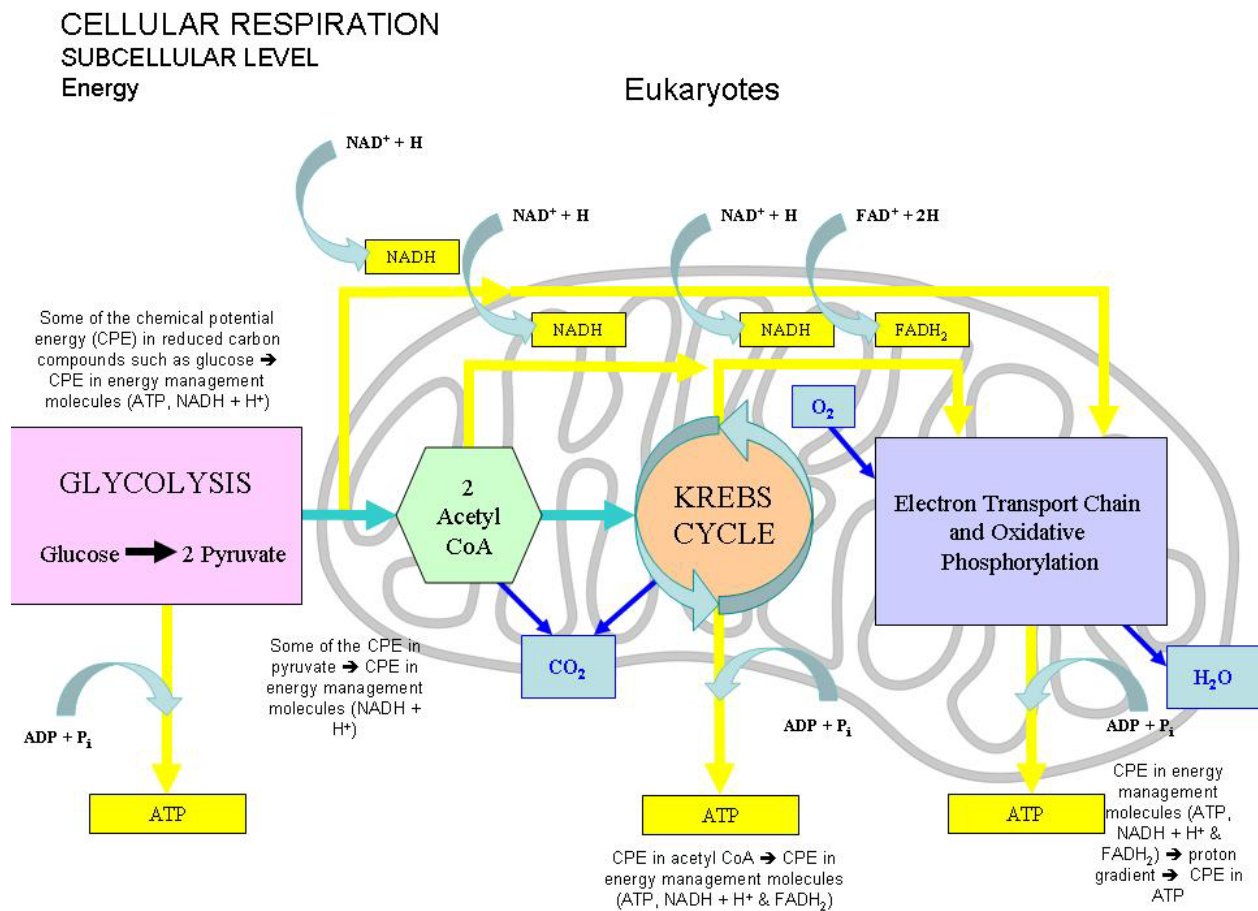 CELLULAR RESPIRATION
SUBCELLULAR LEVEL
Energy
Eukaryotes
NAD⁺ + H
NAD⁺ + H
NAD⁺ + H
FAD⁺ + 2H
NADH
NADH
NADH
FADH₂
Some of the chemical potential
energy (CPE) in reduced carbon
compounds such as glucose ➔
CPE in energy management
molecules (ATP, NADH + H⁺)
O₂
GLYCOLYSIS
Glucose ➔ 2 Pyruvate
2
Acetyl
CoA
KREBS
CYCLE
Electron Transport Chain
and Oxidative
Phosphorylation
Some of the CPE in
pyruvate ➔ CPE in
energy management
molecules (NADH +
H⁺)
CO₂
H₂O
ADP + Pᵢ
ADP + Pᵢ
ADP + Pᵢ
ATP
ATP
ATP
CPE in acetyl CoA ➔ CPE in
energy management molecules
(ATP, NADH + H⁺ & FADH₂)
CPE in energy
management
molecules (ATP,
NADH + H⁺ &
FADH₂) ➔ proton
gradient ➔ CPE in
ATP